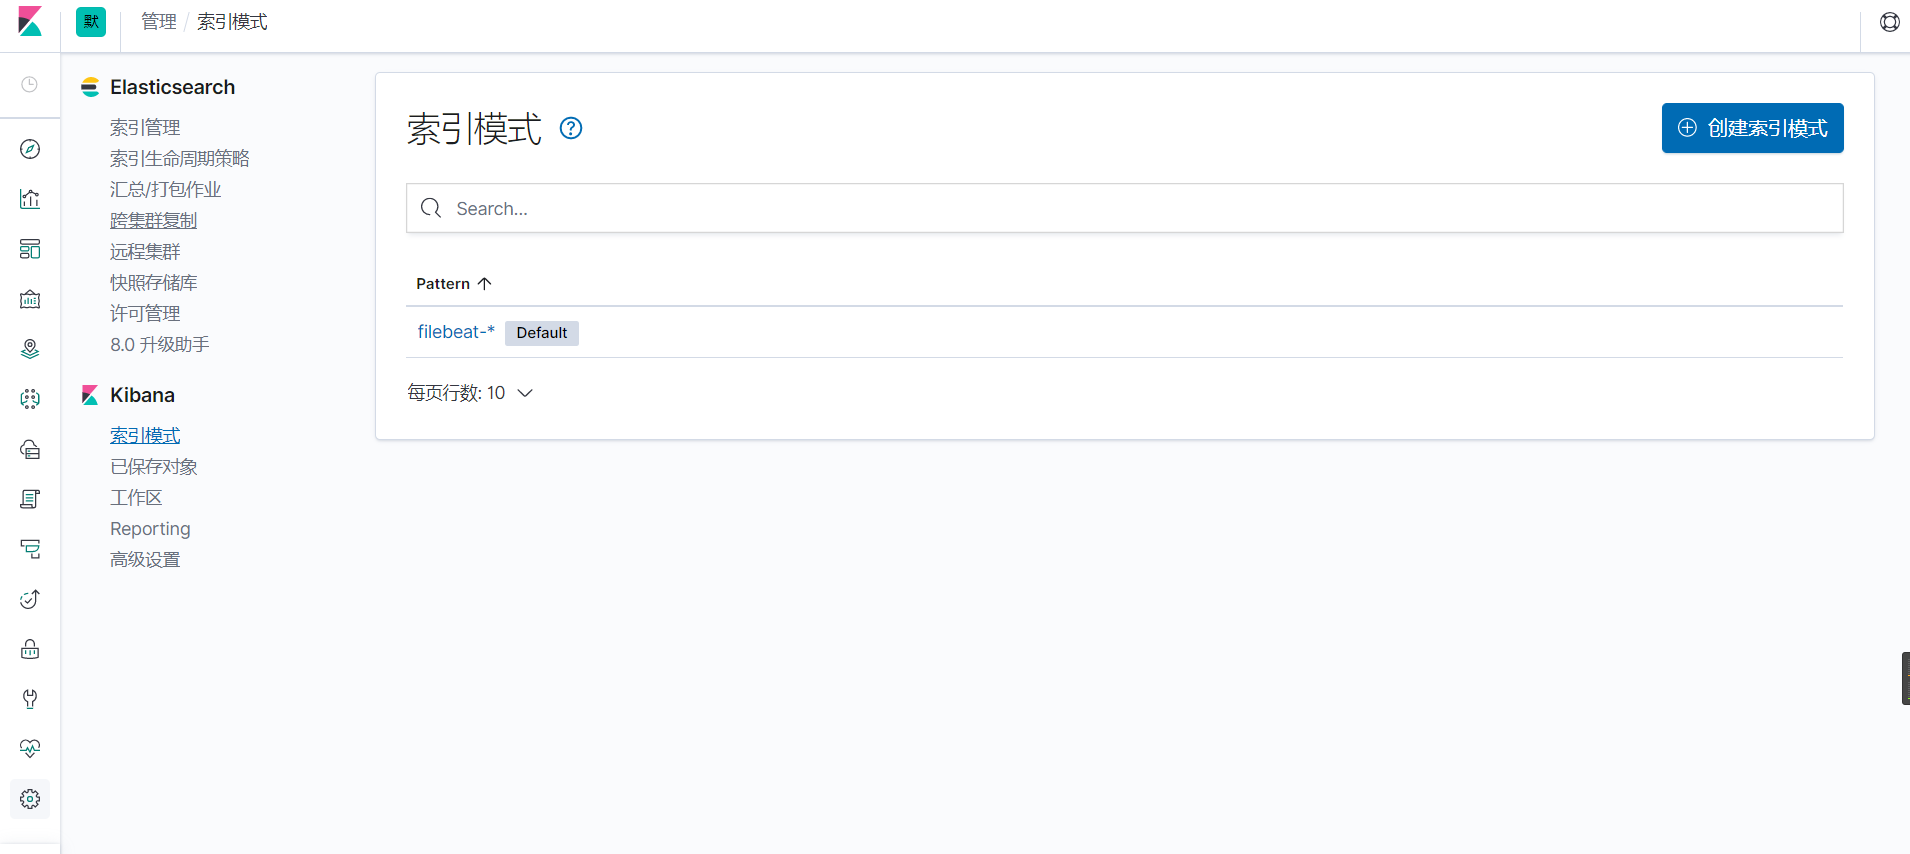 默
管理 / 索引模式
Elasticsearch
索引管理
索引生命周期策略
汇总/打包作业
跨集群复制
远程集群
快照存储库
许可管理
8.0 升级助手
Kibana
索引模式
已保存对象
工作区
Reporting
高级设置
索引模式
创建索引模式
Search...
Pattern
filebeat-* Default
每页行数: 10